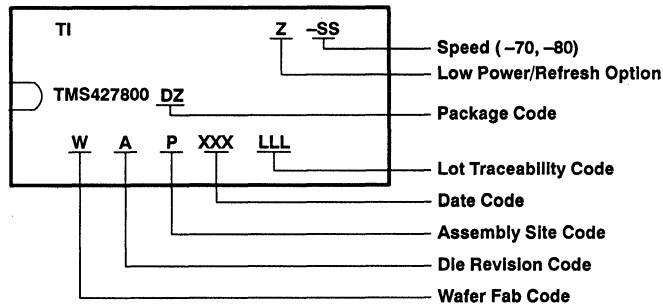 TI Z –SS
Speed ( –70, –80)
Low Power/Refresh Option
TMS427800 DZ
Package Code
W A P XXX LLL
Lot Traceability Code
Date Code
Assembly Site Code
Die Revision Code
Wafer Fab Code